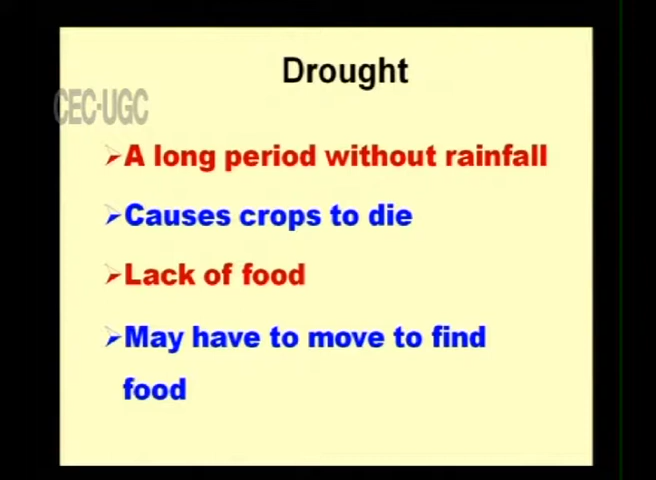 Drought
CEC-UGC
➢A long period without rainfall
➢Causes crops to die
➢Lack of food
➢May have to move to find
food